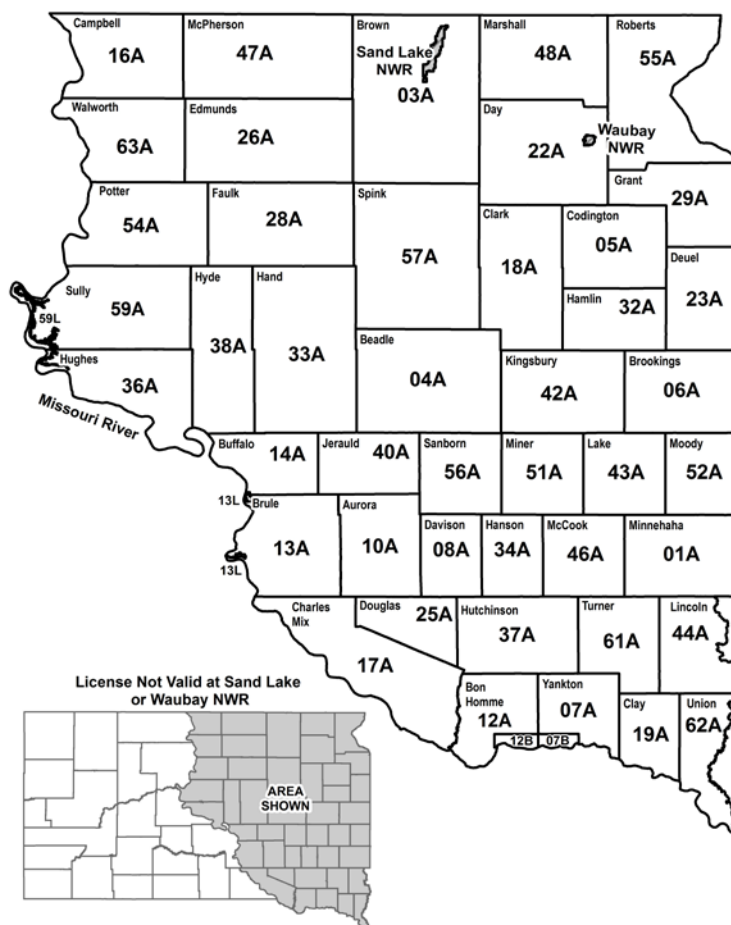 Campbell
16A
McPherson
47A
Brown
Sand Lake
NWR
03A
Marshall
48A
Roberts
55A
Walworth
63A
Edmunds
26A
Day
22A
Waubay
NWR
Grant
29A
Potter
54A
Faulk
28A
Spink
57A
Clark
18A
Codington
05A
Deuel
23A
Hamlin
32A
Sully
59A
59L
Hyde
38A
Hand
33A
Hughes
36A
Missouri River
Beadle
04A
Kingsbury
42A
Brookings
06A
Buffalo
14A
Jerauld
40A
Sanborn
56A
Miner
51A
Lake
43A
Moody
52A
13L
Brule
13A
13L
Aurora
10A
Davison
08A
Hanson
34A
McCook
46A
Minnehaha
01A
Charles
Mix
17A
Douglas
25A
Hutchinson
37A
Turner
61A
Lincoln
44A
Bon
Homme
12A
12B
Yankton
07A
07B
Clay
19A
Union
62A
License Not Valid at Sand Lake
or Waubay NWR
AREA
SHOWN